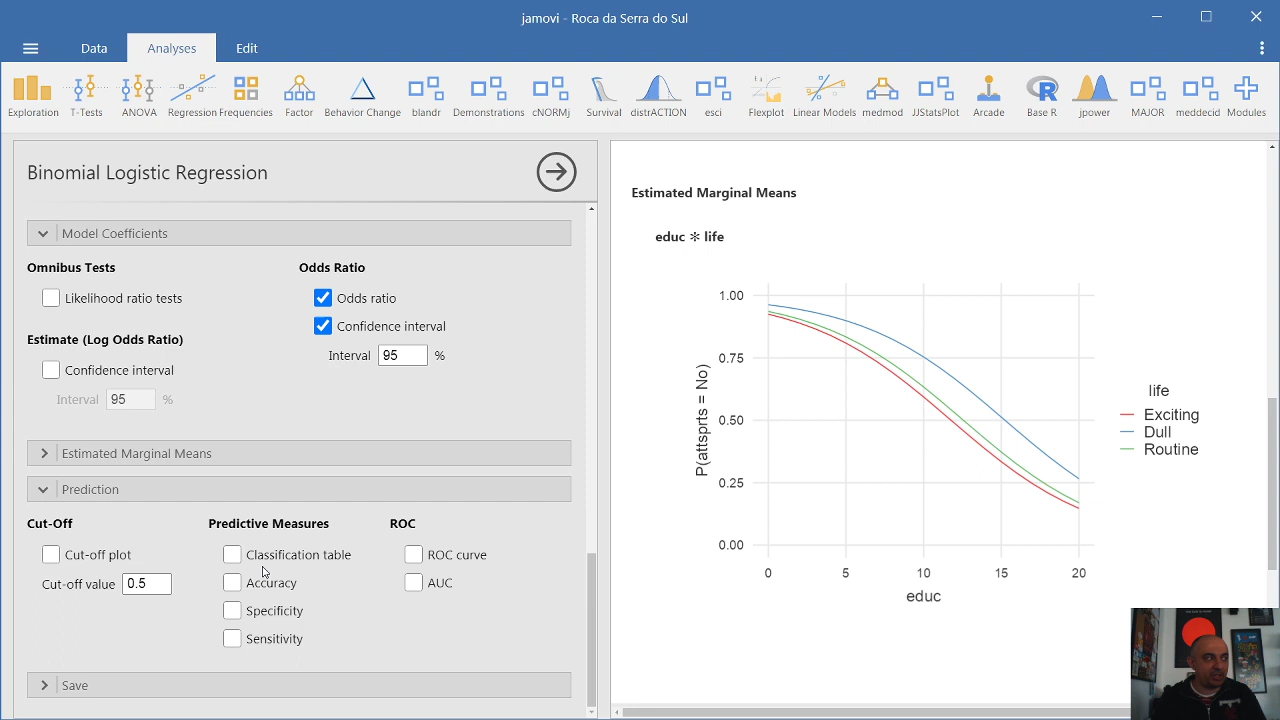 jamovi - Roca da Serra do Sul
Data
Analyses
Edit
Exploration
T-Tests
ANOVA
Regression
Frequencies
Factor
Behavior Change
blandr
Demonstrations
cNORMj
Survival
distrACTION
esci
Flexplot
Linear Models
medmod
JJStatsPlot
Arcade
Base R
jpower
MAJOR
meddecid
Modules
Binomial Logistic Regression
Model Coefficients
Omnibus Tests
Likelihood ratio tests
Estimate (Log Odds Ratio)
Confidence interval
Interval 95 %
Odds Ratio
Odds ratio
Confidence interval
Interval 95 %
Estimated Marginal Means
Prediction
Cut-Off
Cut-off plot
Cut-off value 0.5
Predictive Measures
Classification table
Accuracy
Specificity
Sensitivity
ROC
ROC curve
AUC
Save
Estimated Marginal Means
educ ✻ life
P(attsprts = No)
1.00
0.75
0.50
0.25
0.00
0 5 10 15 20
educ
life
Exciting
Dull
Routine